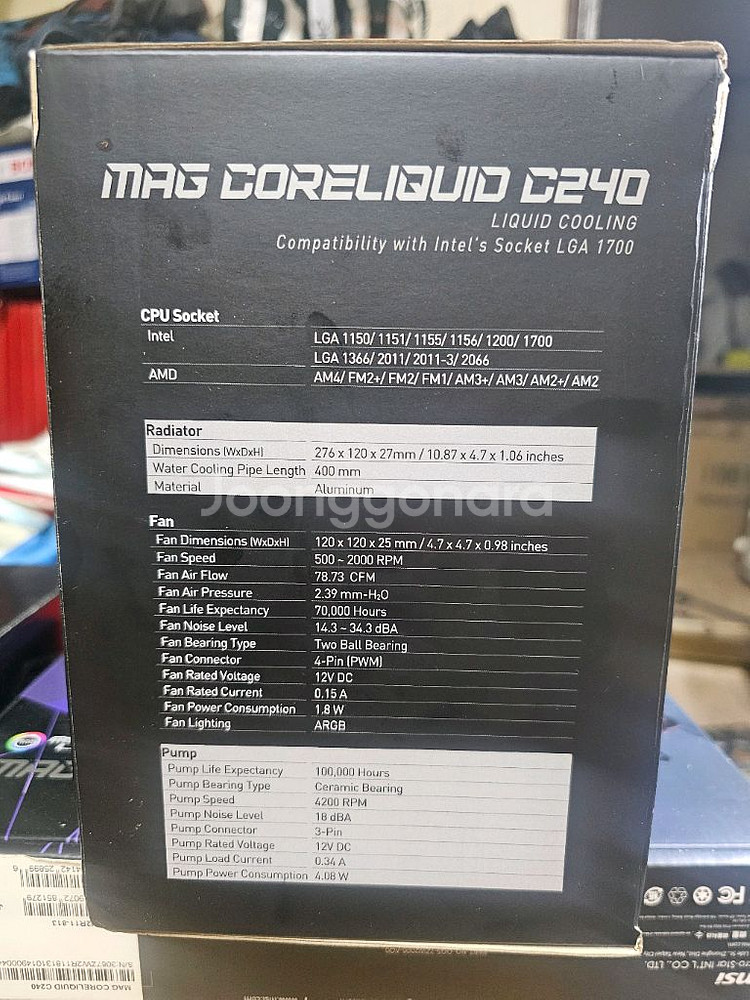 MAG CORELIQUID C240
LIQUID COOLING
Compatibility with Intel's Socket LGA 1700
CPU Socket
Intel LGA 1150/ 1151/ 1155/ 1156/ 1200/ 1700
LGA 1366/ 2011/ 2011-3/ 2066
AMD AM4/ FM2+/ FM2/ FM1/ AM3+/ AM3/ AM2+/ AM2
Radiator
Dimensions (WxDxH) 276 x 120 x 27mm / 10.87 x 4.7 x 1.06 inches
Water Cooling Pipe Length 400 mm
Material Aluminum
Joonggonara
Fan
Fan Dimensions (WxDxH) 120 x 120 x 25 mm / 4.7 x 4.7 x 0.98 inches
Fan Speed 500 ~ 2000 RPM
Fan Air Flow 78.73 CFM
Fan Air Pressure 2.39 mm-H₂O
Fan Life Expectancy 70,000 Hours
Fan Noise Level 14.3 ~ 34.3 dBA
Fan Bearing Type Two Ball Bearing
Fan Connector 4-Pin (PWM)
Fan Rated Voltage 12V DC
Fan Rated Current 0.15 A
Fan Power Consumption 1.8 W
Fan Lighting ARGB
Pump
Pump Life Expectancy 100,000 Hours
Pump Bearing Type Ceramic Bearing
Pump Speed 4200 RPM
Pump Noise Level 18 dBA
Pump Connector 3-Pin
Pump Rated Voltage 12V DC
Pump Load Current 0.34 A
Pump Power Consumption 4.08 W
FC
MAG CORELIQUID C240